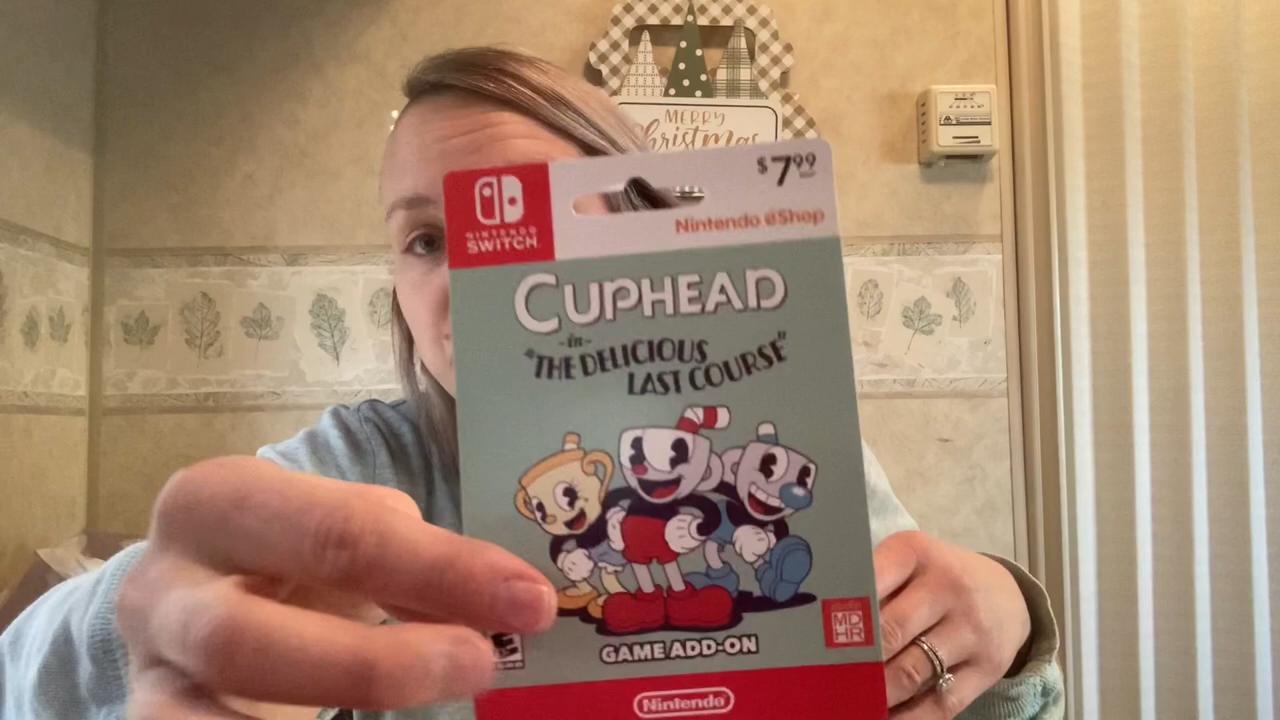 MERRY
Christmas
$7.99
NINTENDO
SWITCH
Nintendo eShop
CUPHEAD
-in-
"THE DELICIOUS
LAST COURSE"
MD
HR
GAME ADD-ON
Nintendo